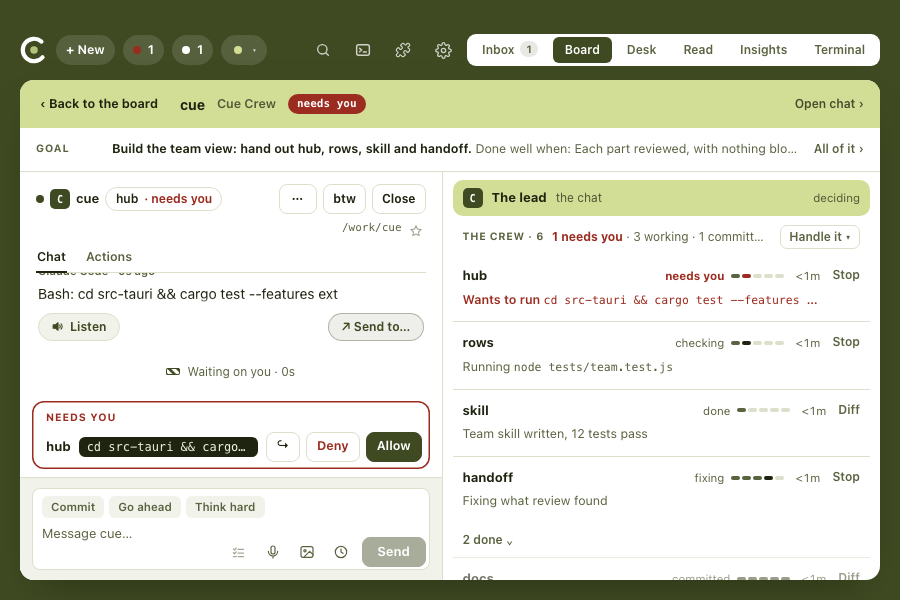 C + New 1 1 · Inbox 1 Board Desk Read Insights Terminal
‹ Back to the board cue Cue Crew needs you Open chat ›
GOAL Build the team view: hand out hub, rows, skill and handoff. Done well when: Each part reviewed, with nothing blo... All of it ›
C cue hub · needs you ··· btw Close
/work/cue
Chat Actions
Bash: cd src-tauri && cargo test --features ext
Listen ↗ Send to...
Waiting on you · 0s
NEEDS YOU
hub cd src-tauri && cargo… ↪ Deny Allow
Commit Go ahead Think hard
Message cue...
Send
C The lead the chat deciding
THE CREW · 6 1 needs you · 3 working · 1 committ... Handle it ▾
hub needs you <1m Stop
Wants to run cd src-tauri && cargo test --features ...
rows checking <1m Stop
Running node tests/team.test.js
skill done <1m Diff
Team skill written, 12 tests pass
handoff fixing <1m Stop
Fixing what review found
2 done ⌄
docs committed <1m Diff